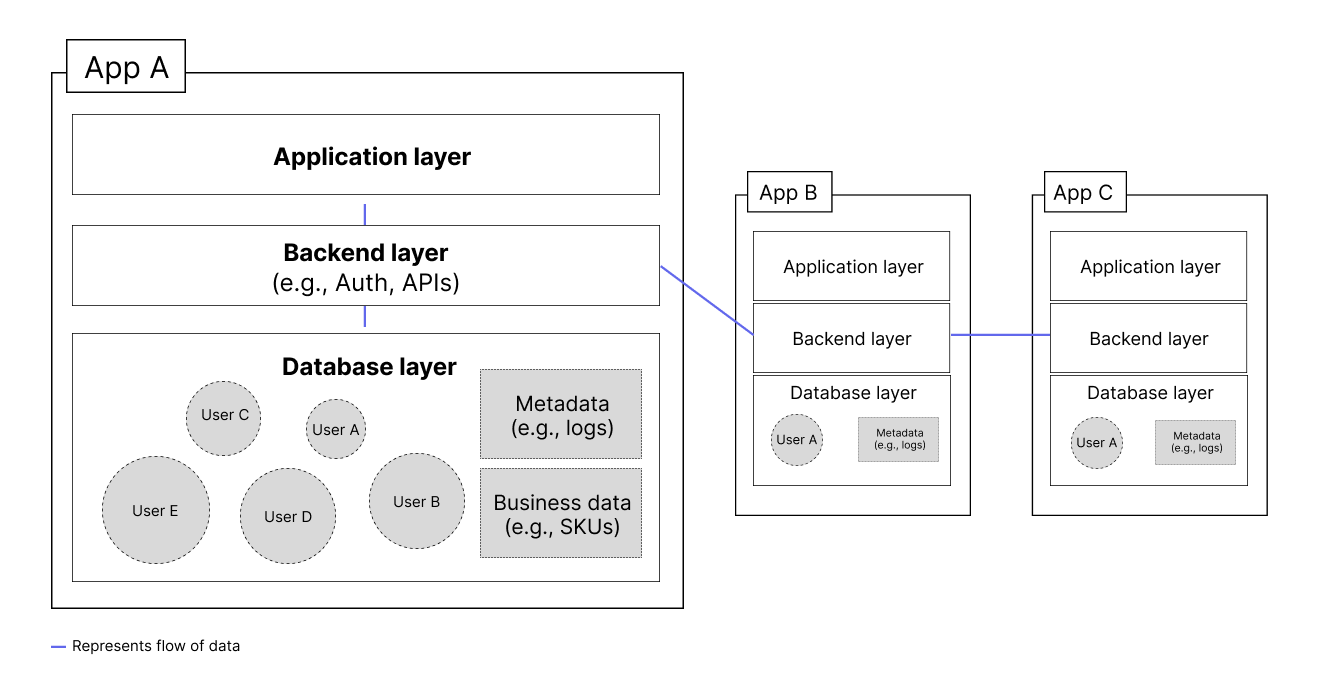 App A
Application layer
Backend layer
(e.g., Auth, APIs)
Database layer
User C
User A
User E
User D
User B
Metadata
(e.g., logs)
Business data
(e.g., SKUs)
App B
Application layer
Backend layer
Database layer
User A
Metadata
(e.g., logs)
App C
Application layer
Backend layer
Database layer
User A
Metadata
(e.g., logs)
Represents flow of data